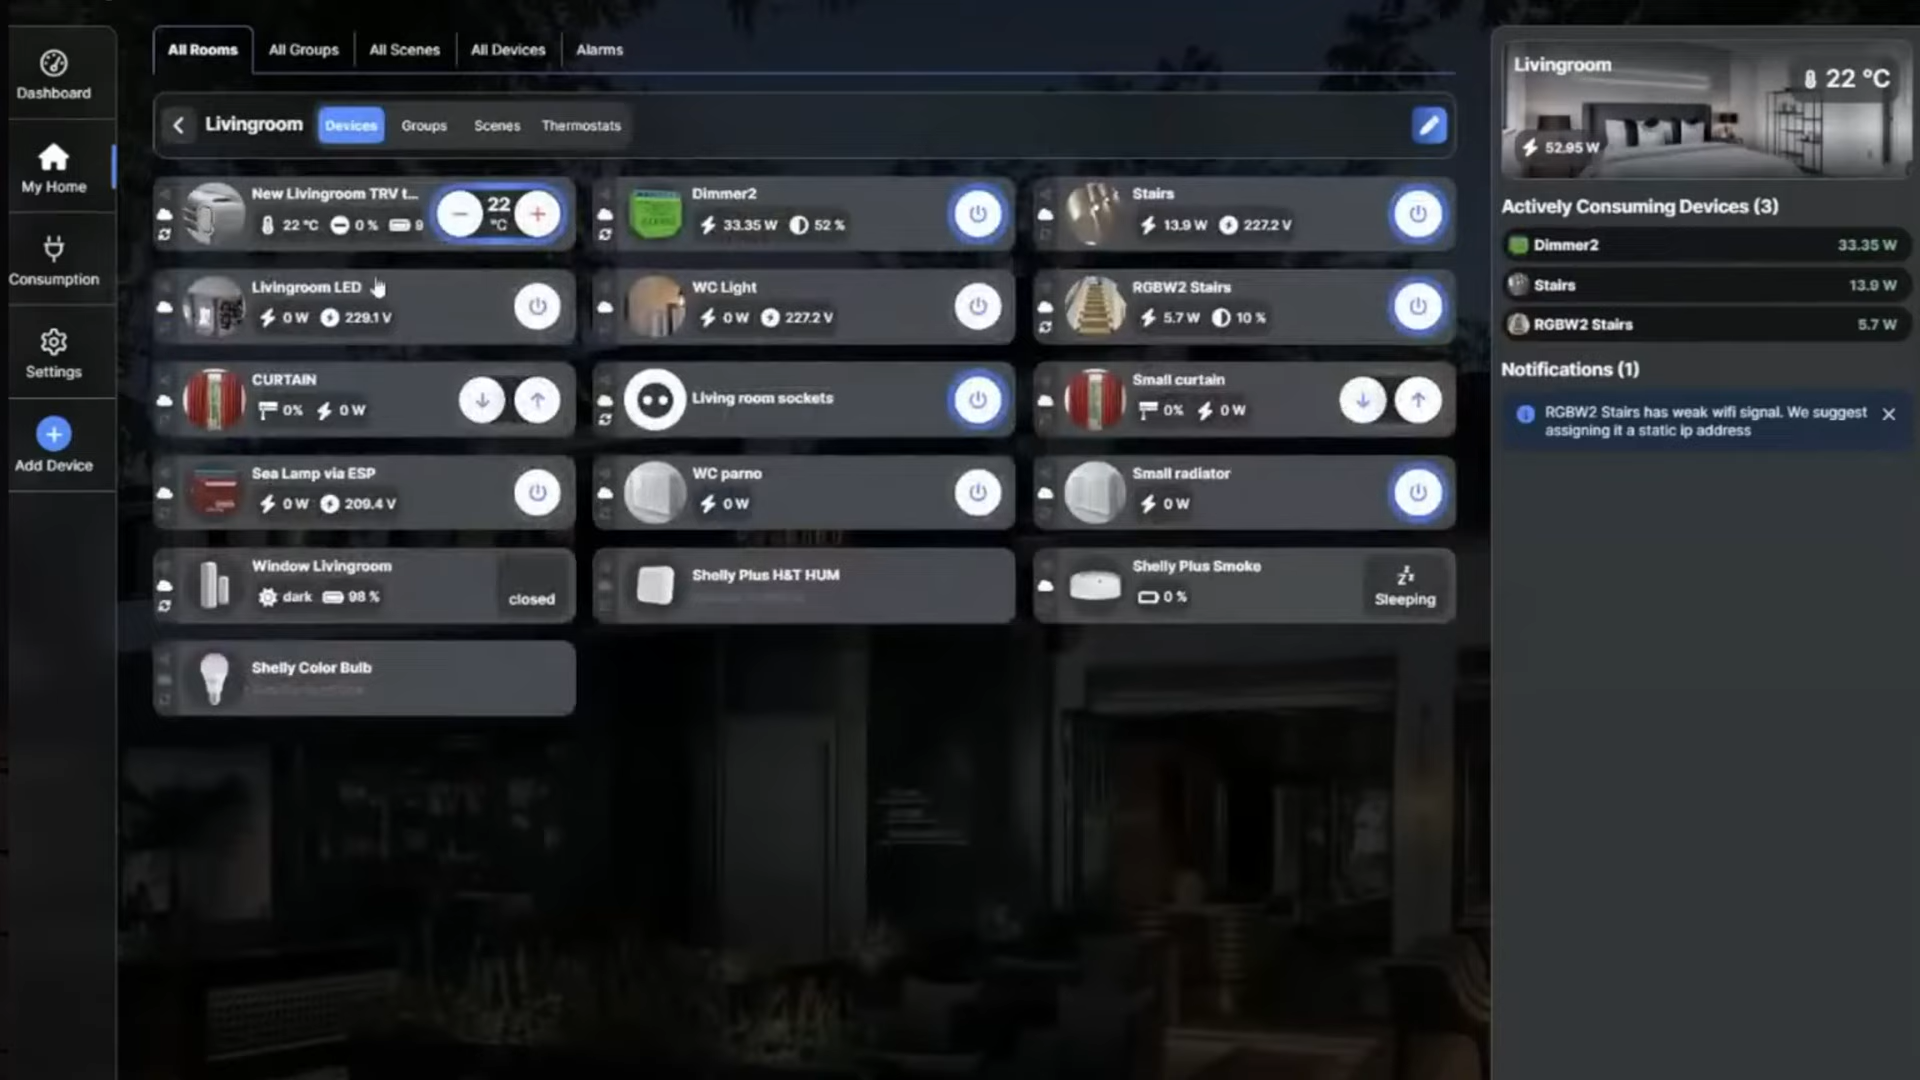 Dashboard
My Home
Consumption
Settings
Add Device
All Rooms
All Groups
All Scenes
All Devices
Alarms
Livingroom
Devices
Groups
Scenes
Thermostats
New Livingroom TRV t...
22 °C 0 % 9
22
°C
Dimmer2
33.35 W 52 %
Stairs
13.9 W 227.2 V
Livingroom LED
0 W 229.1 V
WC Light
0 W 227.2 V
RGBW2 Stairs
5.7 W 10 %
CURTAIN
0% 0 W
Living room sockets
Small curtain
0% 0 W
Sea Lamp via ESP
0 W 209.4 V
WC parno
0 W
Small radiator
0 W
Window Livingroom
dark 98 %
closed
Shelly Plus H&T HUM
Shelly Plus Smoke
0 %
Sleeping
Shelly Color Bulb
Livingroom
22 °C
52.95 W
Actively Consuming Devices (3)
Dimmer2 33.35 W
Stairs 13.9 W
RGBW2 Stairs 5.7 W
Notifications (1)
RGBW2 Stairs has weak wifi signal. We suggest
assigning it a static ip address